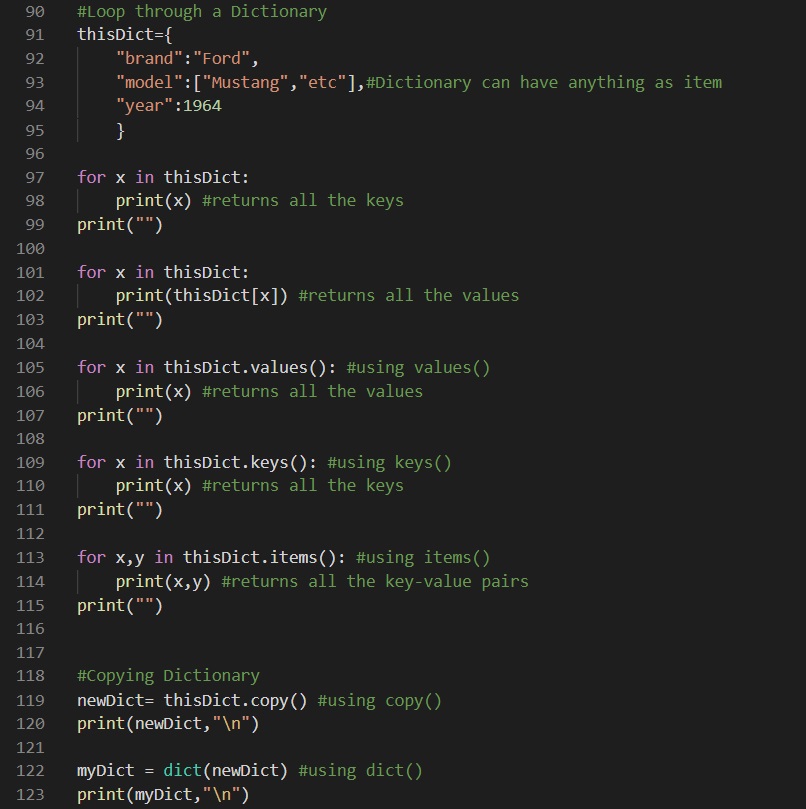 90 #Loop through a Dictionary
91 thisDict={
92     "brand":"Ford",
93     "model":["Mustang","etc"],#Dictionary can have anything as item
94     "year":1964
95     }
96
97 for x in thisDict:
98     print(x) #returns all the keys
99 print("")
100
101 for x in thisDict:
102     print(thisDict[x]) #returns all the values
103 print("")
104
105 for x in thisDict.values(): #using values()
106     print(x) #returns all the values
107 print("")
108
109 for x in thisDict.keys(): #using keys()
110     print(x) #returns all the keys
111 print("")
112
113 for x,y in thisDict.items(): #using items()
114     print(x,y) #returns all the key-value pairs
115 print("")
116
117
118 #Copying Dictionary
119 newDict= thisDict.copy() #using copy()
120 print(newDict,"\n")
121
122 myDict = dict(newDict) #using dict()
123 print(myDict,"\n")